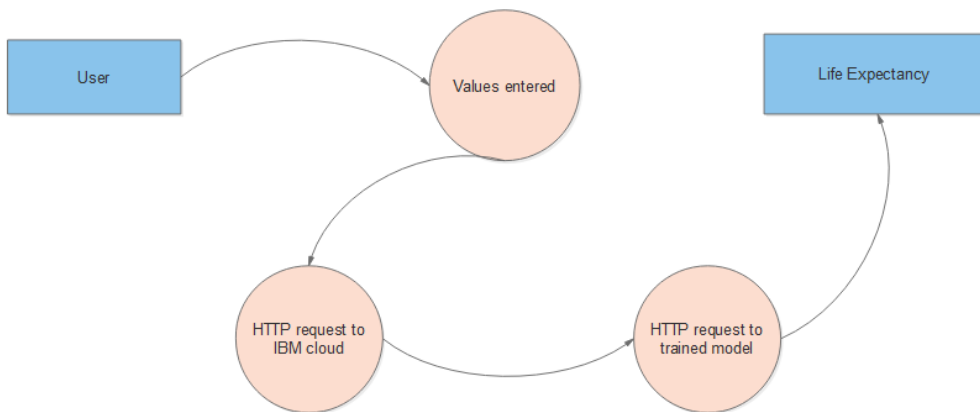 User
Values entered
Life Expectancy
HTTP request to
IBM cloud
HTTP request to
trained model